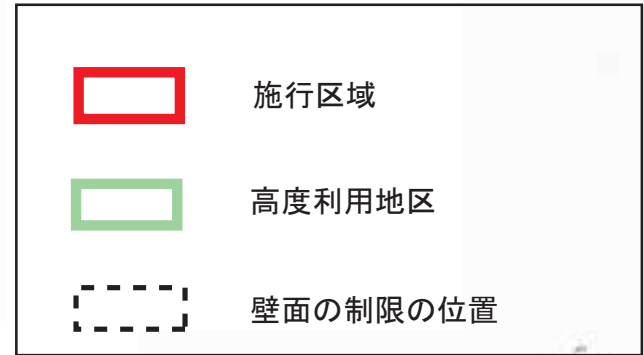 施行区域
高度利用地区
壁面の制限の位置